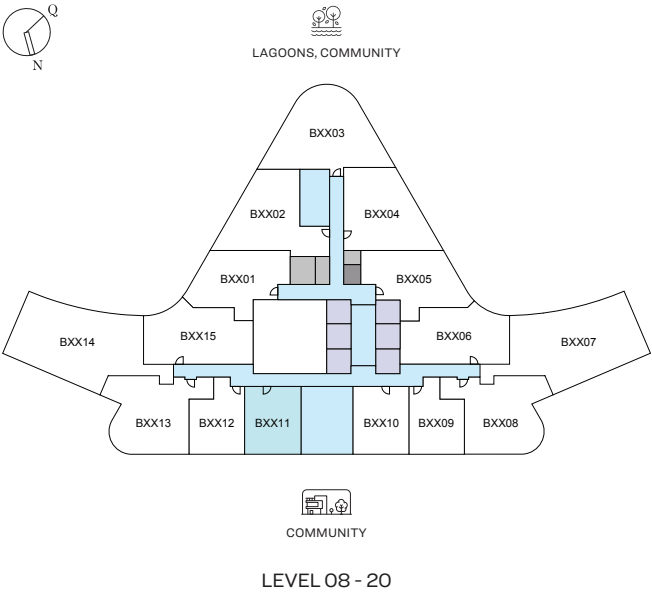 Q
N
LAGOONS, COMMUNITY
BXX03
BXX02
BXX04
BXX01
BXX05
BXX14
BXX15
BXX06
BXX07
BXX13
BXX12
BXX11
BXX10
BXX09
BXX08
COMMUNITY
LEVEL 08 - 20